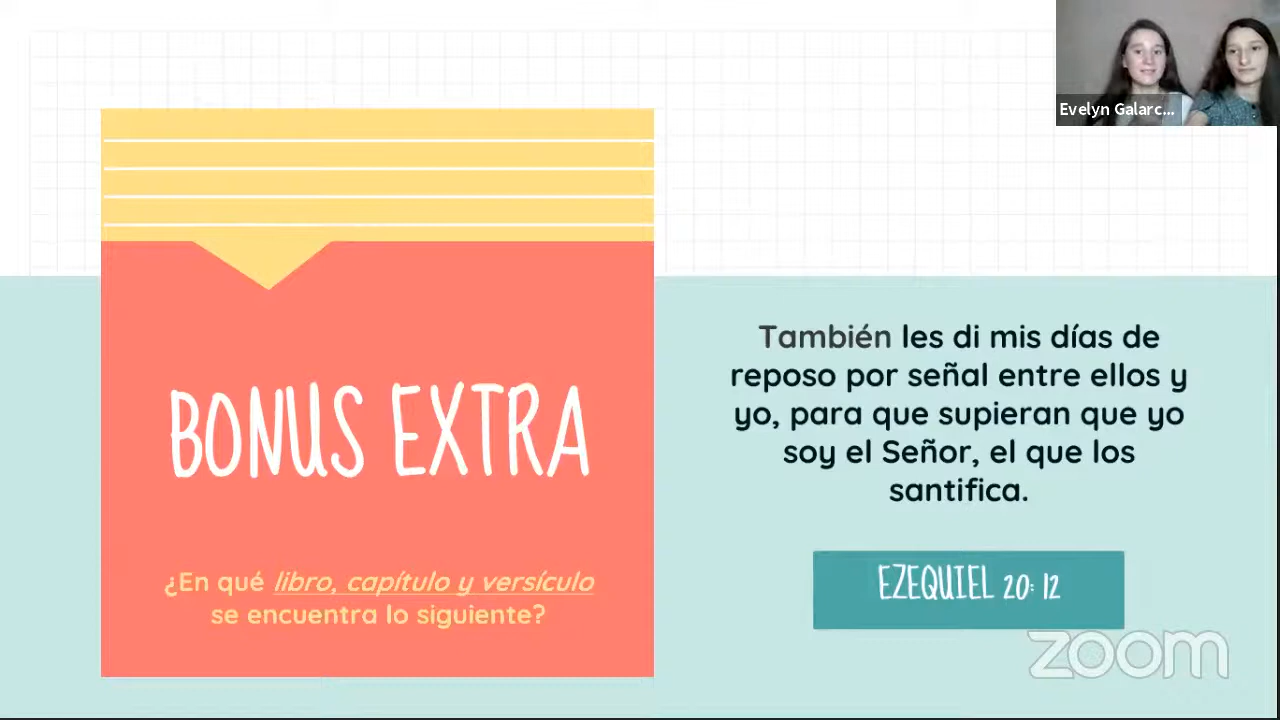 Evelyn Galarc...
BONUS EXTRA
¿En qué libro, capítulo y versículo
se encuentra lo siguiente?
También les di mis días de
reposo por señal entre ellos y
yo, para que supieran que yo
soy el Señor, el que los
santifica.
EZEQUIEL 20: 12
zoom